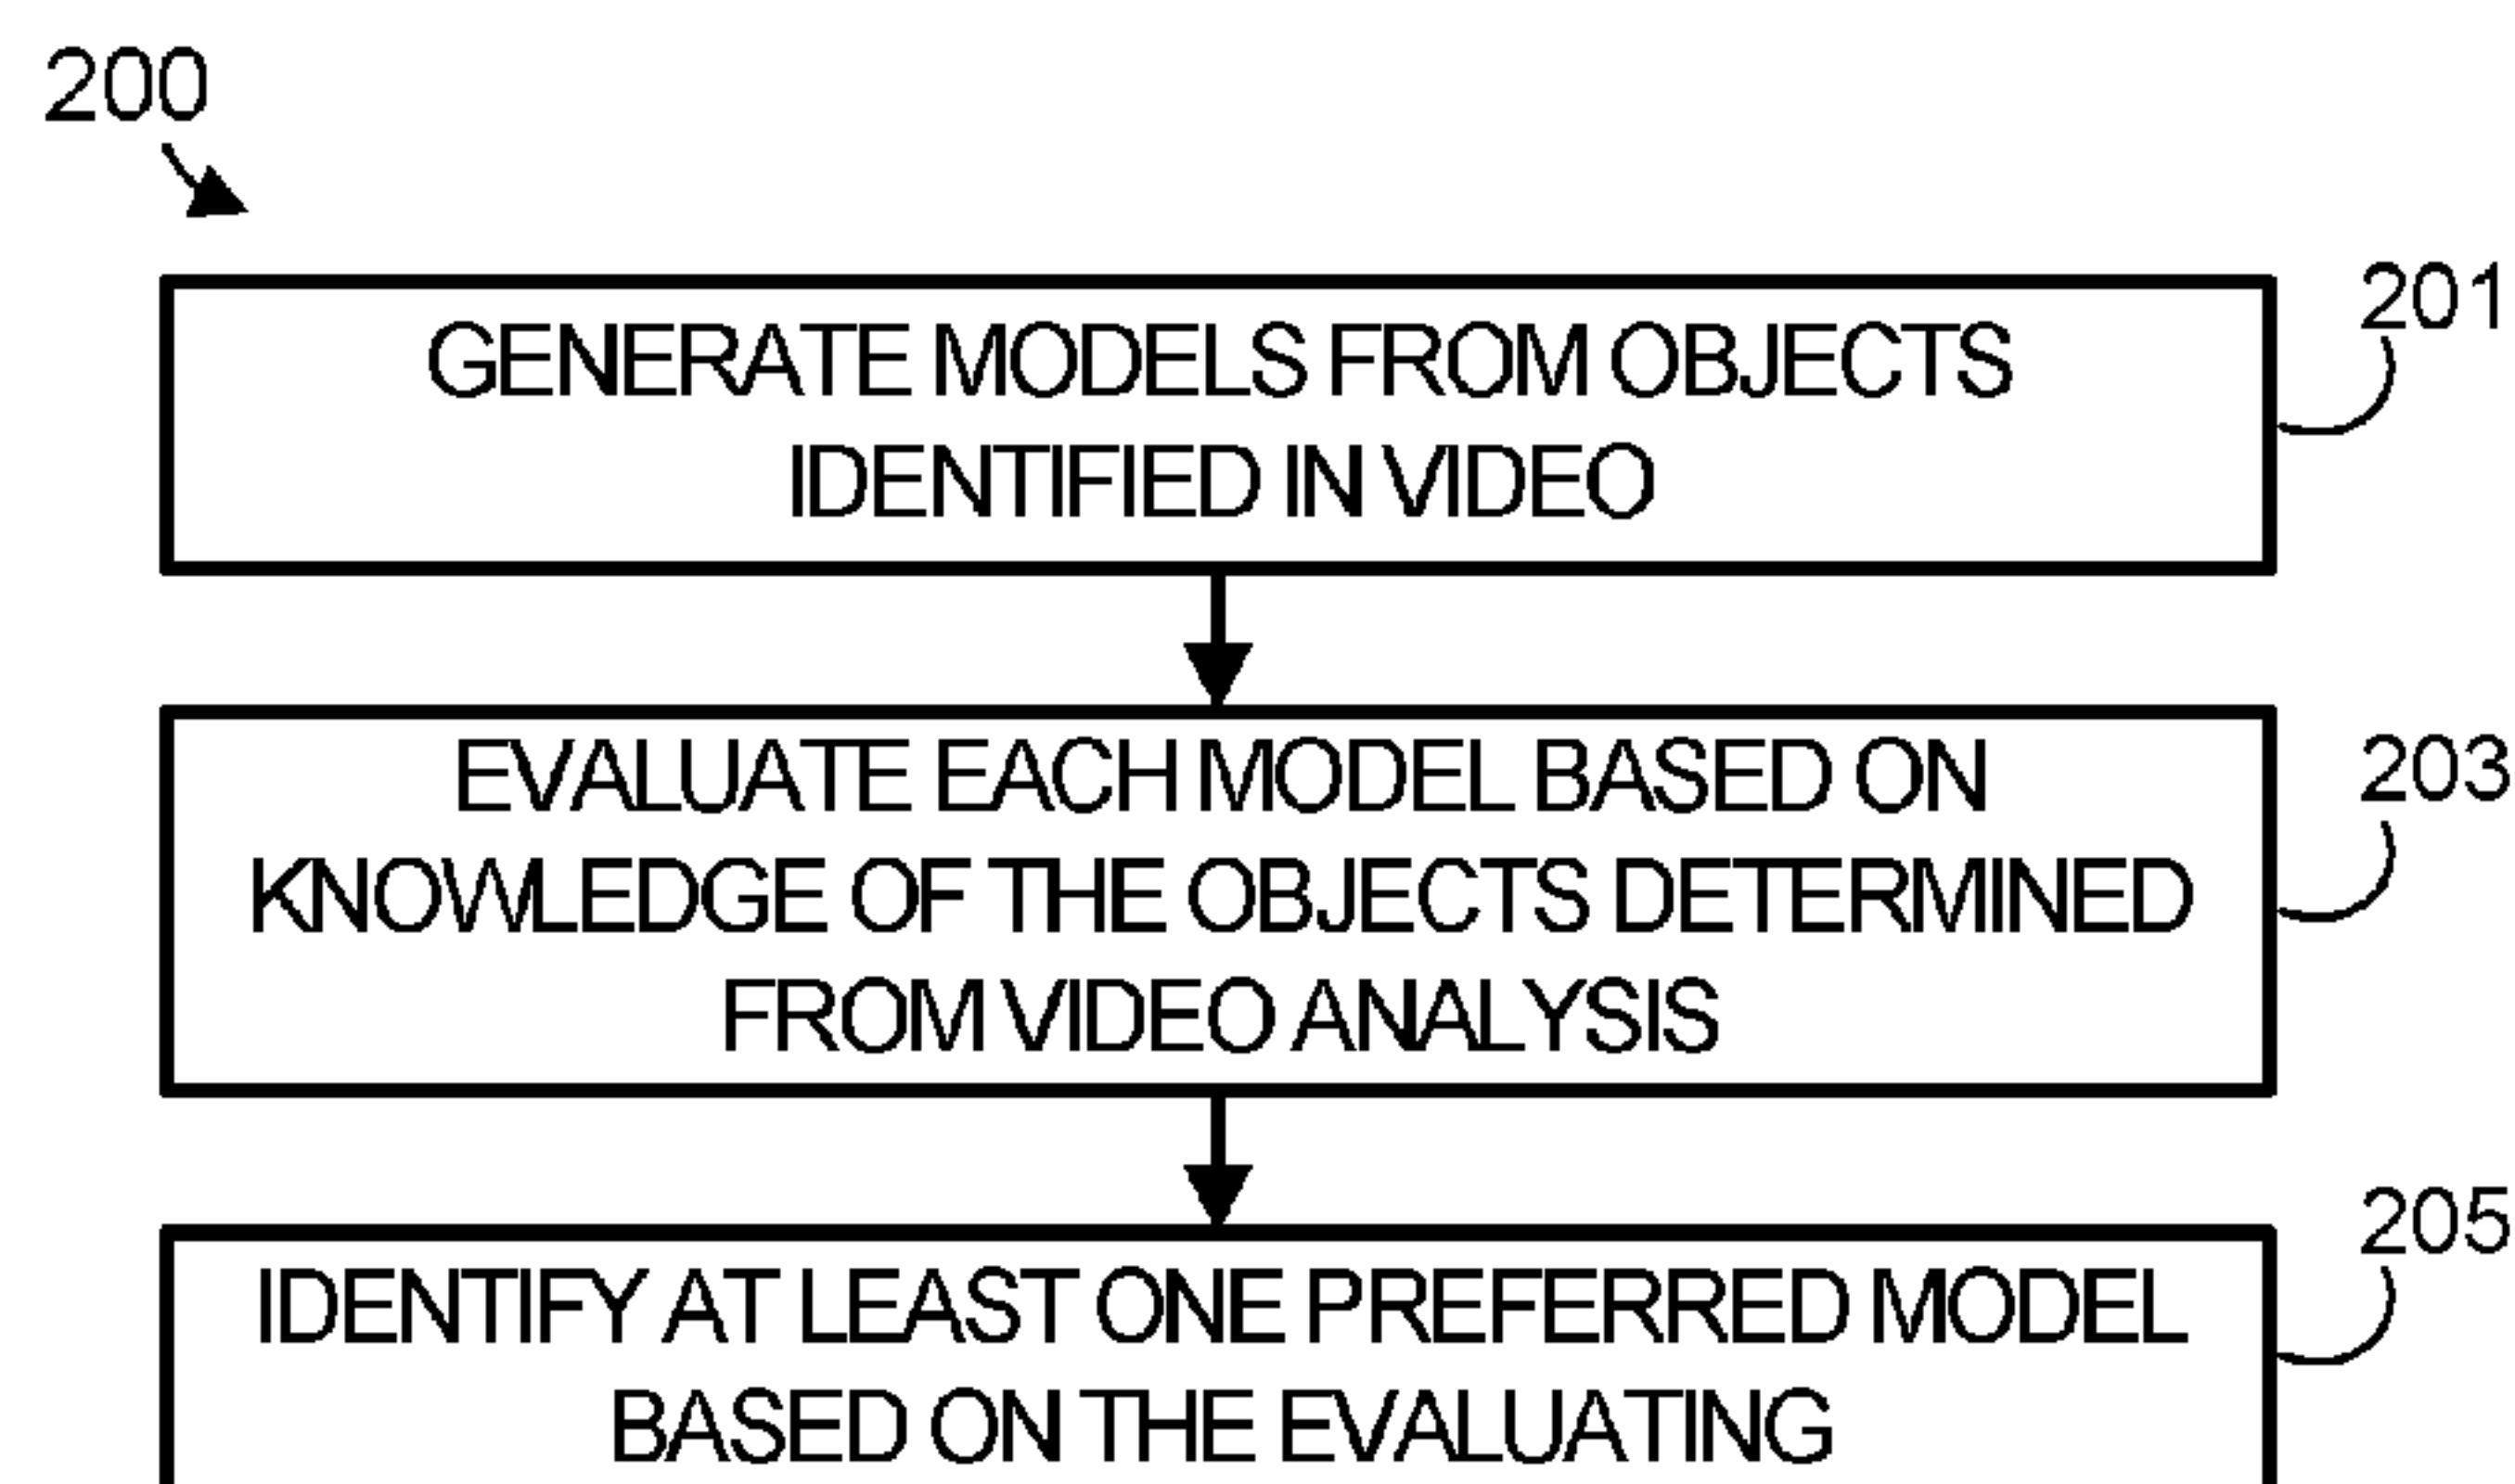 200
GENERATE MODELS FROM OBJECTS
IDENTIFIED IN VIDEO
201
EVALUATE EACH MODEL BASED ON
KNOWLEDGE OF THE OBJECTS DETERMINED
FROM VIDEO ANALYSIS
203
IDENTIFY AT LEAST ONE PREFERRED MODEL
BASED ON THE EVALUATING
205